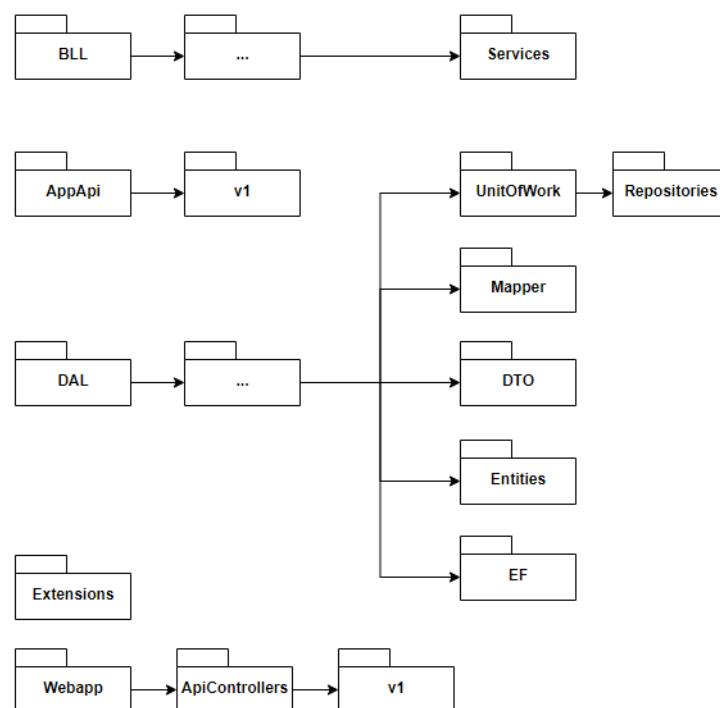 BLL
...
Services
AppApi
v1
UnitOfWork
Repositories
Mapper
DAL
...
DTO
Entities
EF
Extensions
Webapp
ApiControllers
v1